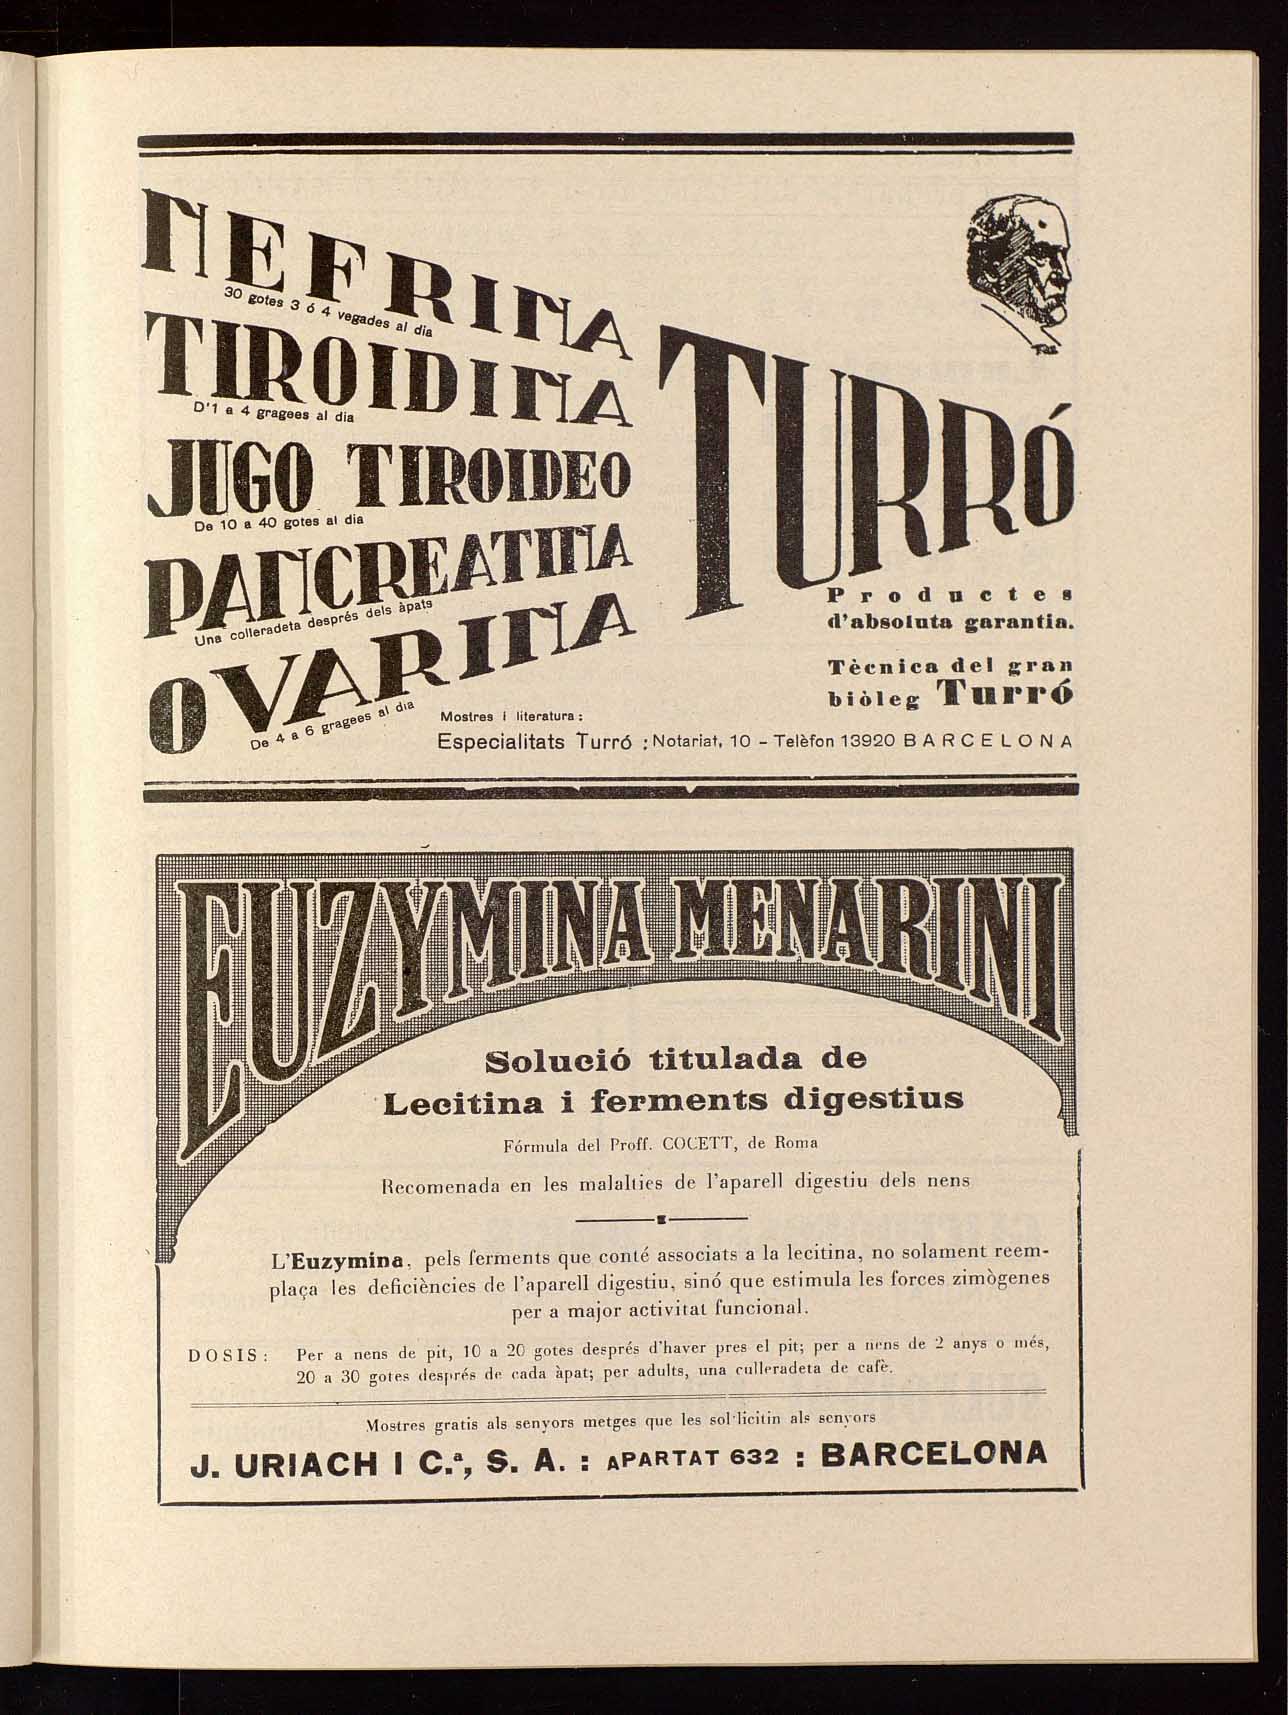 NEFRINA
30 gotes 3 ó 4 vegades al dia
TIROIDINA
D'1 a 4 gragees al dia
JUGO TIROIDEO
De 10 a 40 gotes al dia
PANCREATINA
Una colleradeta després dels àpats
OVARINA
De 4 a 6 gragees al dia
TURRÓ
Productes
d'absoluta garantia.
Tècnica del gran
biòleg Turró
Mostres i literatura:
Especialitats Turró : Notariat, 10 - Telèfon 13920 BARCELONA
EUZYMINA MENARINI
Solució titulada de
Lecitina i ferments digestius
Fórmula del Proff. COCETT, de Roma
Recomenada en les malalties de l'aparell digestiu dels nens
L'Euzymina, pels ferments que conté associats a la lecitina, no solament reem-
plaça les deficiències de l'aparell digestiu, sinó que estimula les forces zimògenes
per a major activitat funcional.
DOSIS: Per a nens de pit, 10 a 20 gotes després d'haver pres el pit; per a nens de 2 anys o més,
20 a 30 gotes després de cada àpat; per adults, una culleradeta de cafè.
Mostres gratis als senyors metges que les sol·licitin als senyors
J. URIACH I C.ª, S. A. : APARTAT 632 : BARCELONA